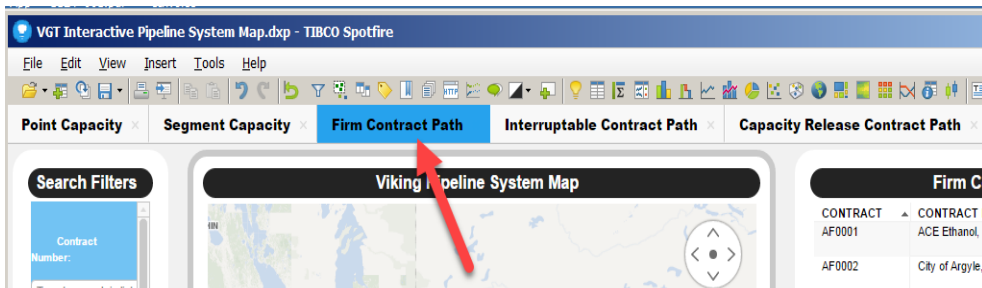 VGT Interactive Pipeline System Map.dxp - TIBCO Spotfire
File Edit View Insert Tools Help
Point Capacity × Segment Capacity × Firm Contract Path Interruptable Contract Path × Capacity Release Contract Path ×
Search Filters
Viking Pipeline System Map
Firm C
CONTRACT CONTRACT
Contract
Number:
AF0001 ACE Ethanol,
AF0002 City of Argyle,